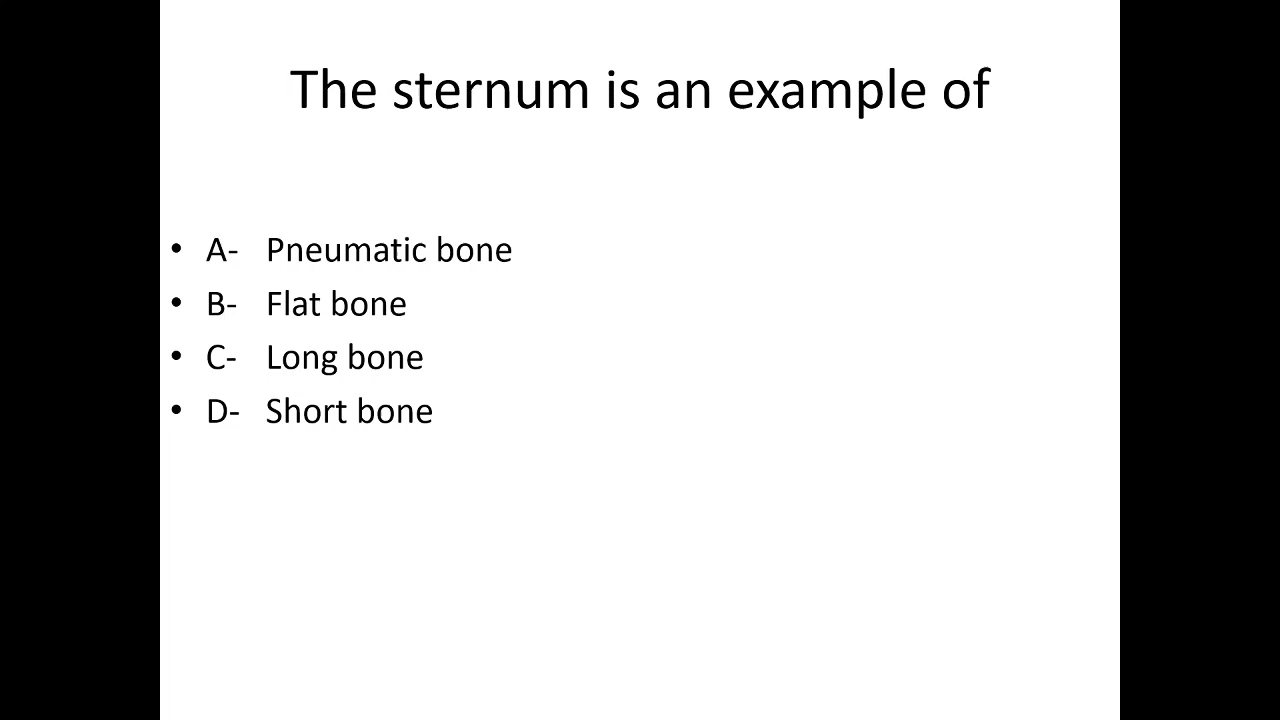 The sternum is an example of
• A- Pneumatic bone
• B- Flat bone
• C- Long bone
• D- Short bone